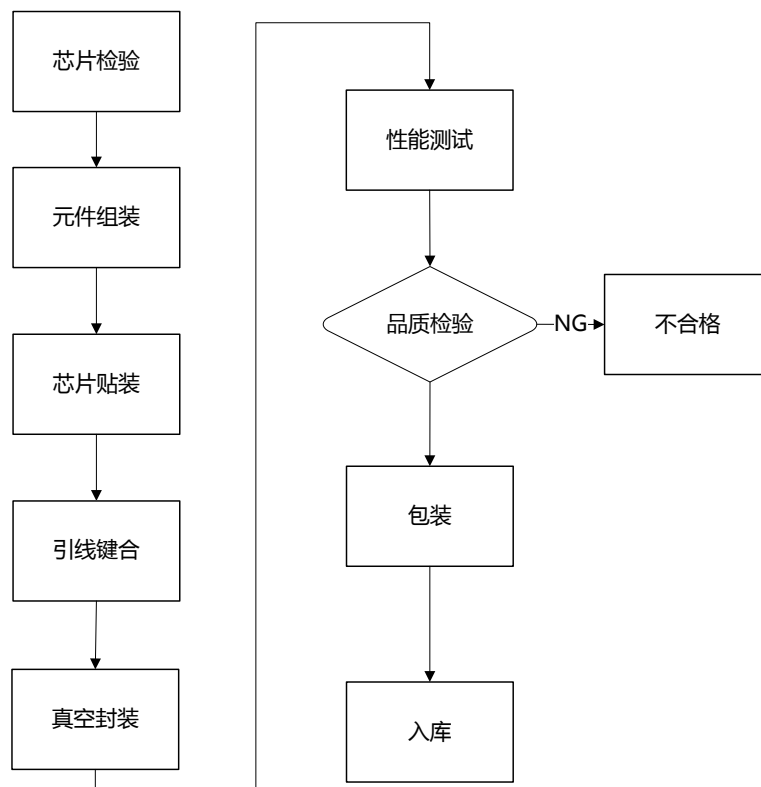 芯片检验
元件组装
芯片贴装
引线键合
真空封装
性能测试
品质检验
NG
不合格
包装
入库